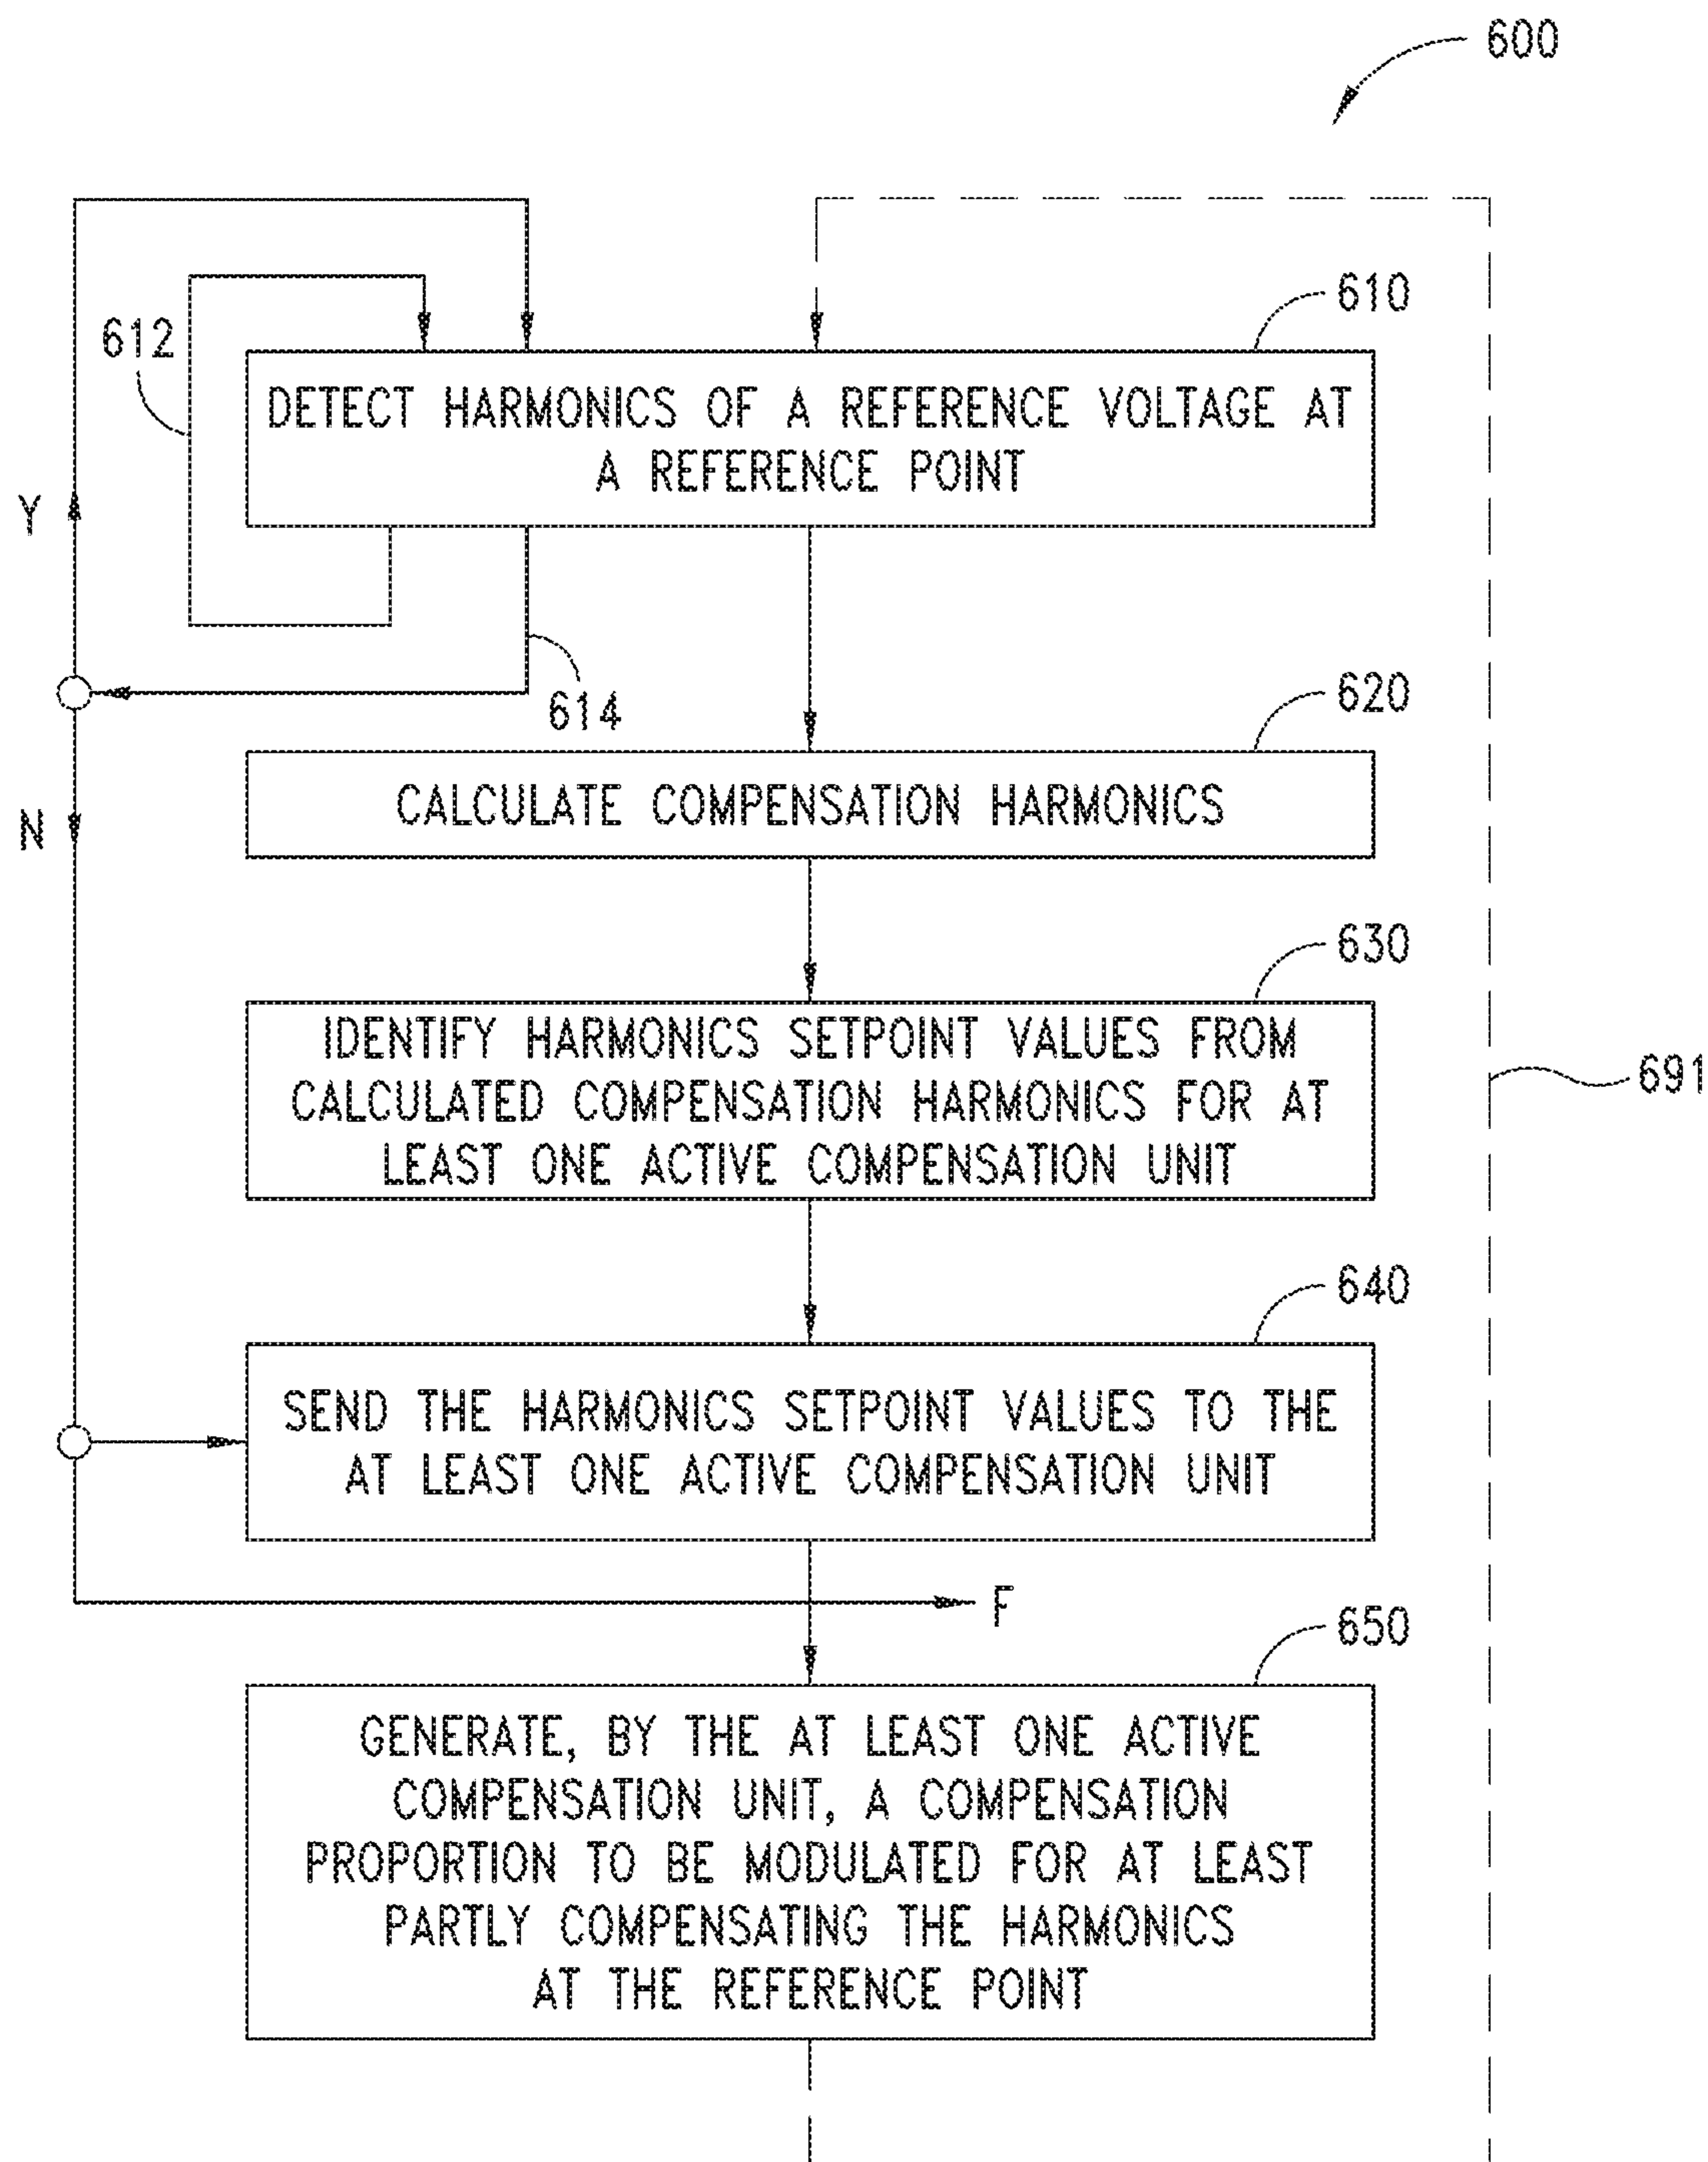 600
610
612
DETECT HARMONICS OF A REFERENCE VOLTAGE AT
A REFERENCE POINT
Y
614
620
CALCULATE COMPENSATION HARMONICS
N
630
IDENTIFY HARMONICS SETPOINT VALUES FROM
CALCULATED COMPENSATION HARMONICS FOR AT
LEAST ONE ACTIVE COMPENSATION UNIT
691
640
SEND THE HARMONICS SETPOINT VALUES TO THE
AT LEAST ONE ACTIVE COMPENSATION UNIT
F
650
GENERATE, BY THE AT LEAST ONE ACTIVE
COMPENSATION UNIT, A COMPENSATION
PROPORTION TO BE MODULATED FOR AT LEAST
PARTLY COMPENSATING THE HARMONICS
AT THE REFERENCE POINT